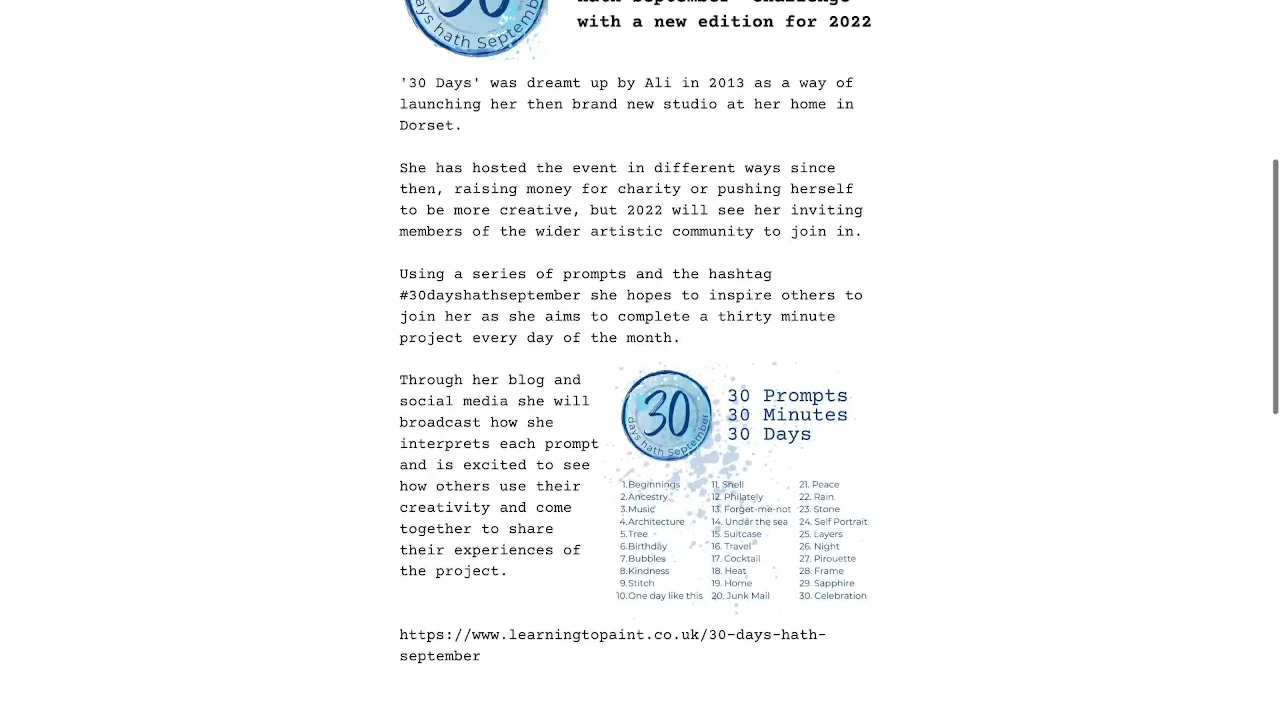 30
days hath September
with a new edition for 2022
'30 Days' was dreamt up by Ali in 2013 as a way of
launching her then brand new studio at her home in
Dorset.
She has hosted the event in different ways since
then, raising money for charity or pushing herself
to be more creative, but 2022 will see her inviting
members of the wider artistic community to join in.
Using a series of prompts and the hashtag
#30dayshathseptember she hopes to inspire others to
join her as she aims to complete a thirty minute
project every day of the month.
Through her blog and
social media she will
broadcast how she
interprets each prompt
and is excited to see
how others use their
creativity and come
together to share
their experiences of
the project.
30
days hath September
30 Prompts
30 Minutes
30 Days
1.Beginnings
2.Ancestry
3.Music
4.Architecture
5.Tree
6.Birthday
7.Bubbles
8.Kindness
9.Stitch
10.One day like this
11. Shell
12. Philately
13. Forget-me-not
14. Under the sea
15. Suitcase
16. Travel
17. Cocktail
18. Heat
19. Home
20. Junk Mail
21. Peace
22. Rain
23. Stone
24. Self Portrait
25. Layers
26. Night
27. Pirouette
28. Frame
29. Sapphire
30. Celebration
https://www.learningtopaint.co.uk/30-days-hath-
september